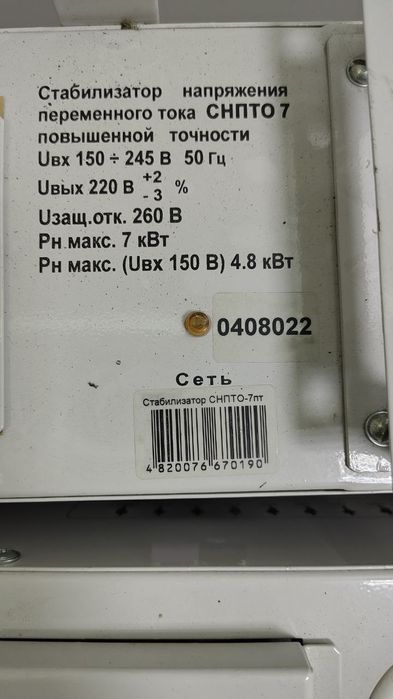 Стабилизатор напряжения
переменного тока СНПТО 7
повышенной точности
Uвх 150 ÷ 245 В 50 Гц
Uвых 220 В +2 - 3 %
Uзащ.отк. 260 В
Рн макс. 7 кВт
Рн макс. (Uвх 150 В) 4.8 кВт
0408022
Сеть
Стабилизатор СНПТО-7пт
4 820076 670190